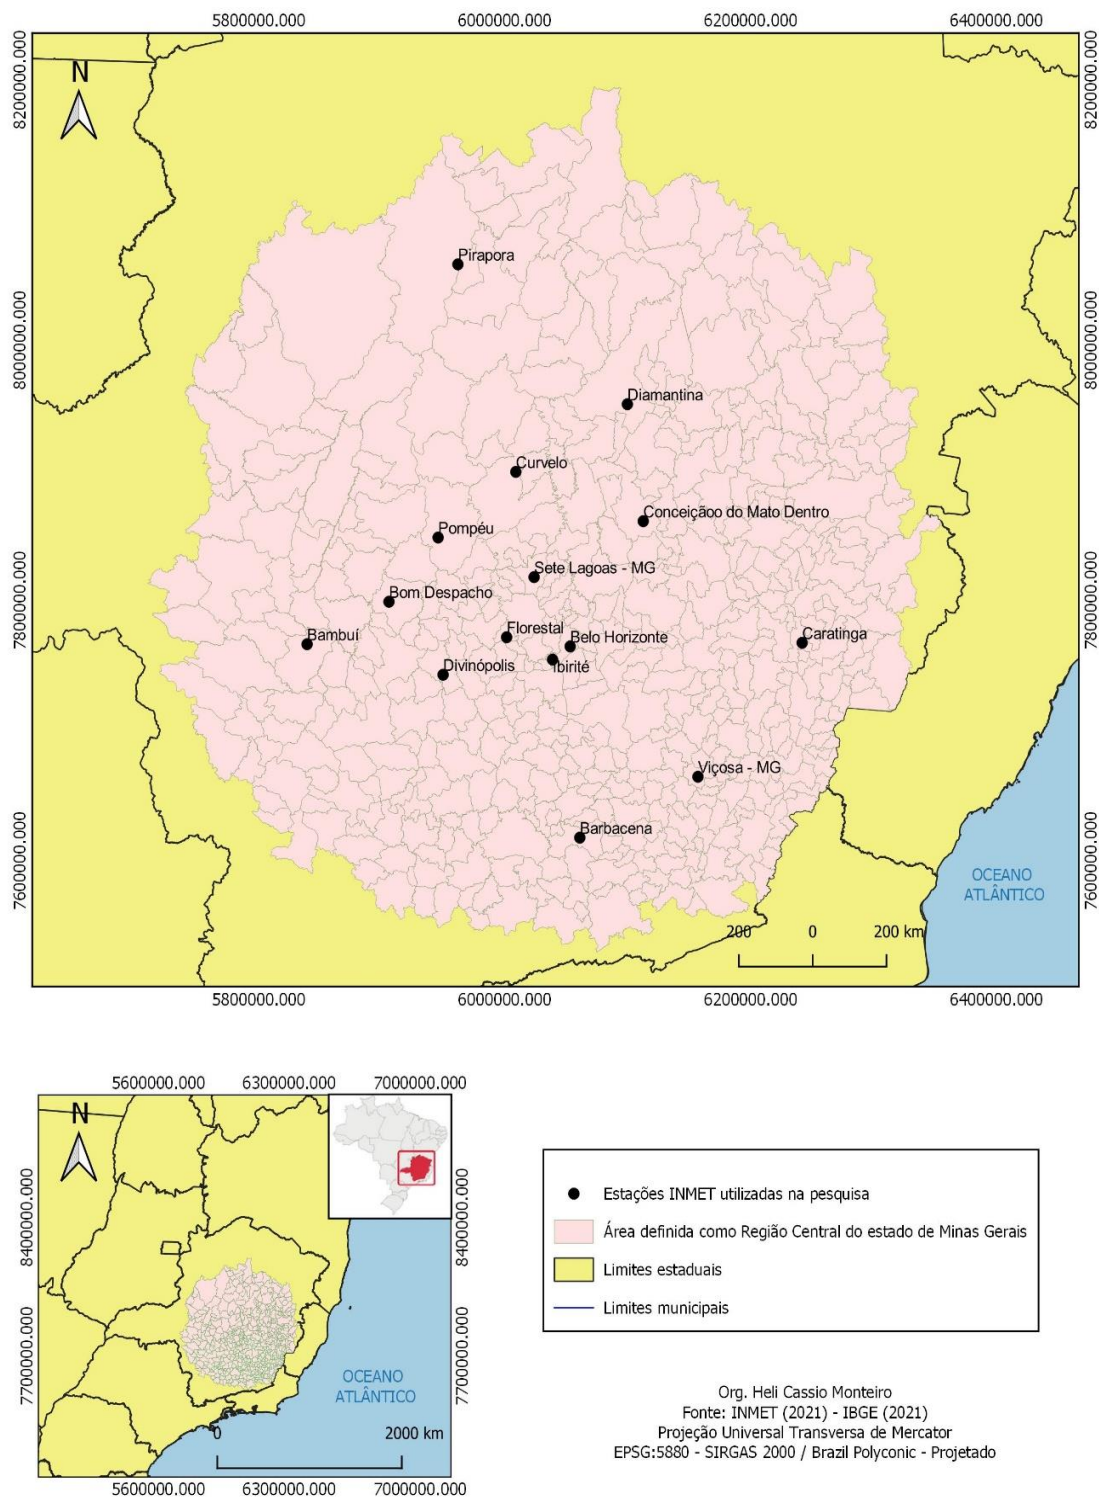 5800000.000 6000000.000 6200000.000 6400000.000
8200000.000
8200000.000
N
Pirapora
8000000.000
8000000.000
Diamantina
Curvelo
Conceiçãoo do Mato Dentro
Pompéu
Sete Lagoas - MG
Bom Despacho
7800000.000
7800000.000
Florestal
Belo Horizonte
Caratinga
Bambuí
Ibirité
Divinópolis
Viçosa - MG
Barbacena
7600000.000
7600000.000
OCEANO
ATLÂNTICO
200 0 200 km
5800000.000 6000000.000 6200000.000 6400000.000
5600000.000 6300000.000 7000000.000
N
8400000.000
8400000.000
7700000.000
7700000.000
OCEANO
ATLÂNTICO
0 2000 km
5600000.000 6300000.000 7000000.000
Estações INMET utilizadas na pesquisa
Área definida como Região Central do estado de Minas Gerais
Limites estaduais
Limites municipais
Org. Heli Cassio Monteiro
Fonte: INMET (2021) - IBGE (2021)
Projeção Universal Transversa de Mercator
EPSG:5880 - SIRGAS 2000 / Brazil Polyconic - Projetado